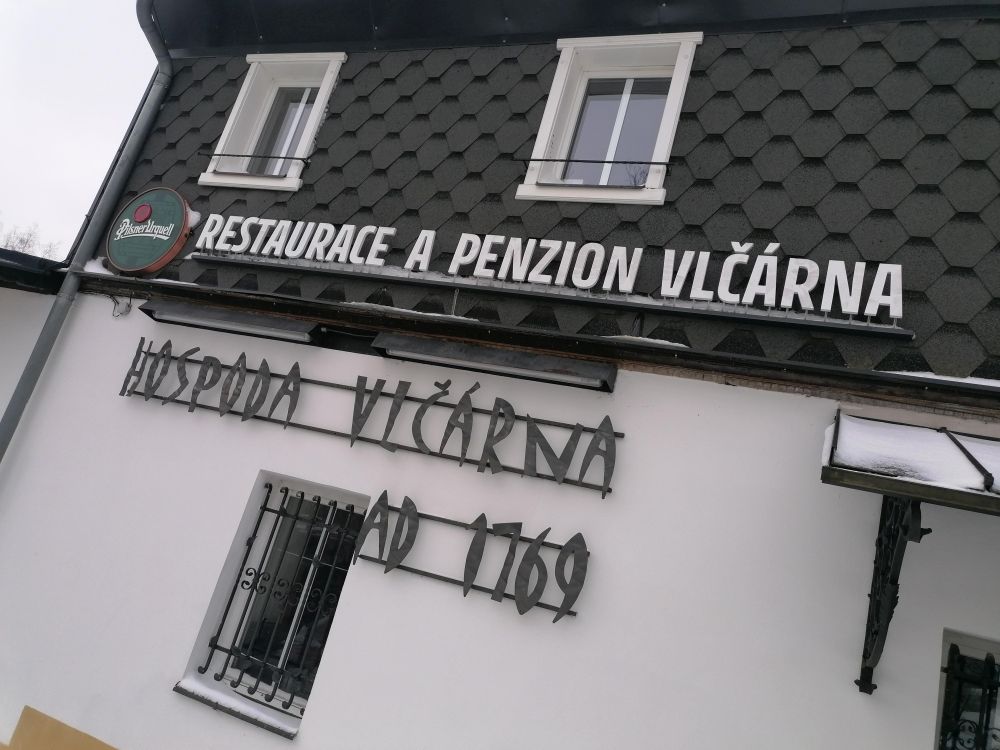 Pilsner Urquell
RESTAURACE A PENZION VLČÁRNA
HOSPODA VLČÁRNA
AD 1769